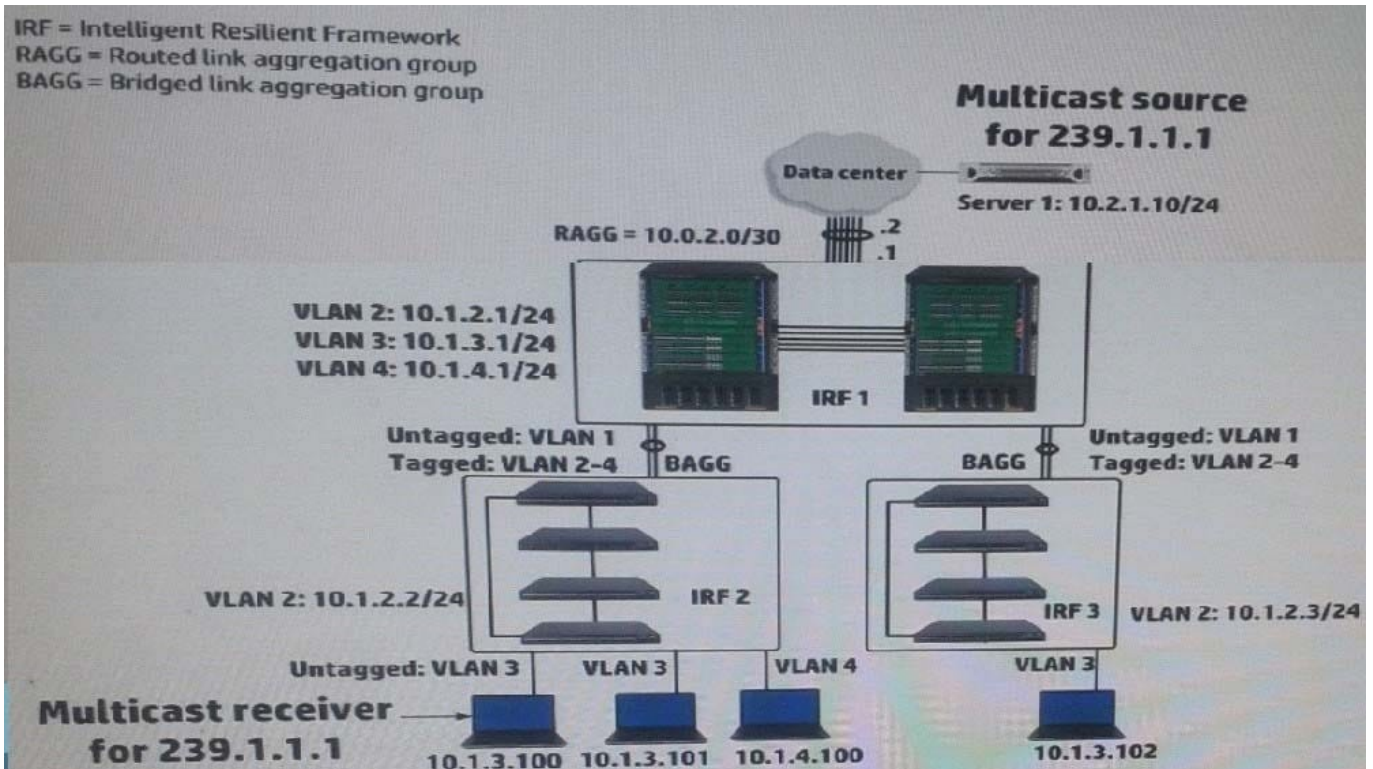 IRF = Intelligent Resilient Framework
RAGG = Routed link aggregation group
BAGG = Bridged link aggregation group
Multicast source
for 239.1.1.1
Data center
Server 1: 10.2.1.10/24
RAGG = 10.0.2.0/30
.2
.1
VLAN 2: 10.1.2.1/24
VLAN 3: 10.1.3.1/24
VLAN 4: 10.1.4.1/24
IRF 1
Untagged: VLAN 1
Tagged: VLAN 2-4
BAGG
BAGG
Untagged: VLAN 1
Tagged: VLAN 2-4
VLAN 2: 10.1.2.2/24
IRF 2
IRF 3
VLAN 2: 10.1.2.3/24
Untagged: VLAN 3
VLAN 3
VLAN 4
VLAN 3
Multicast receiver
for 239.1.1.1
10.1.3.100
10.1.3.101
10.1.4.100
10.1.3.102